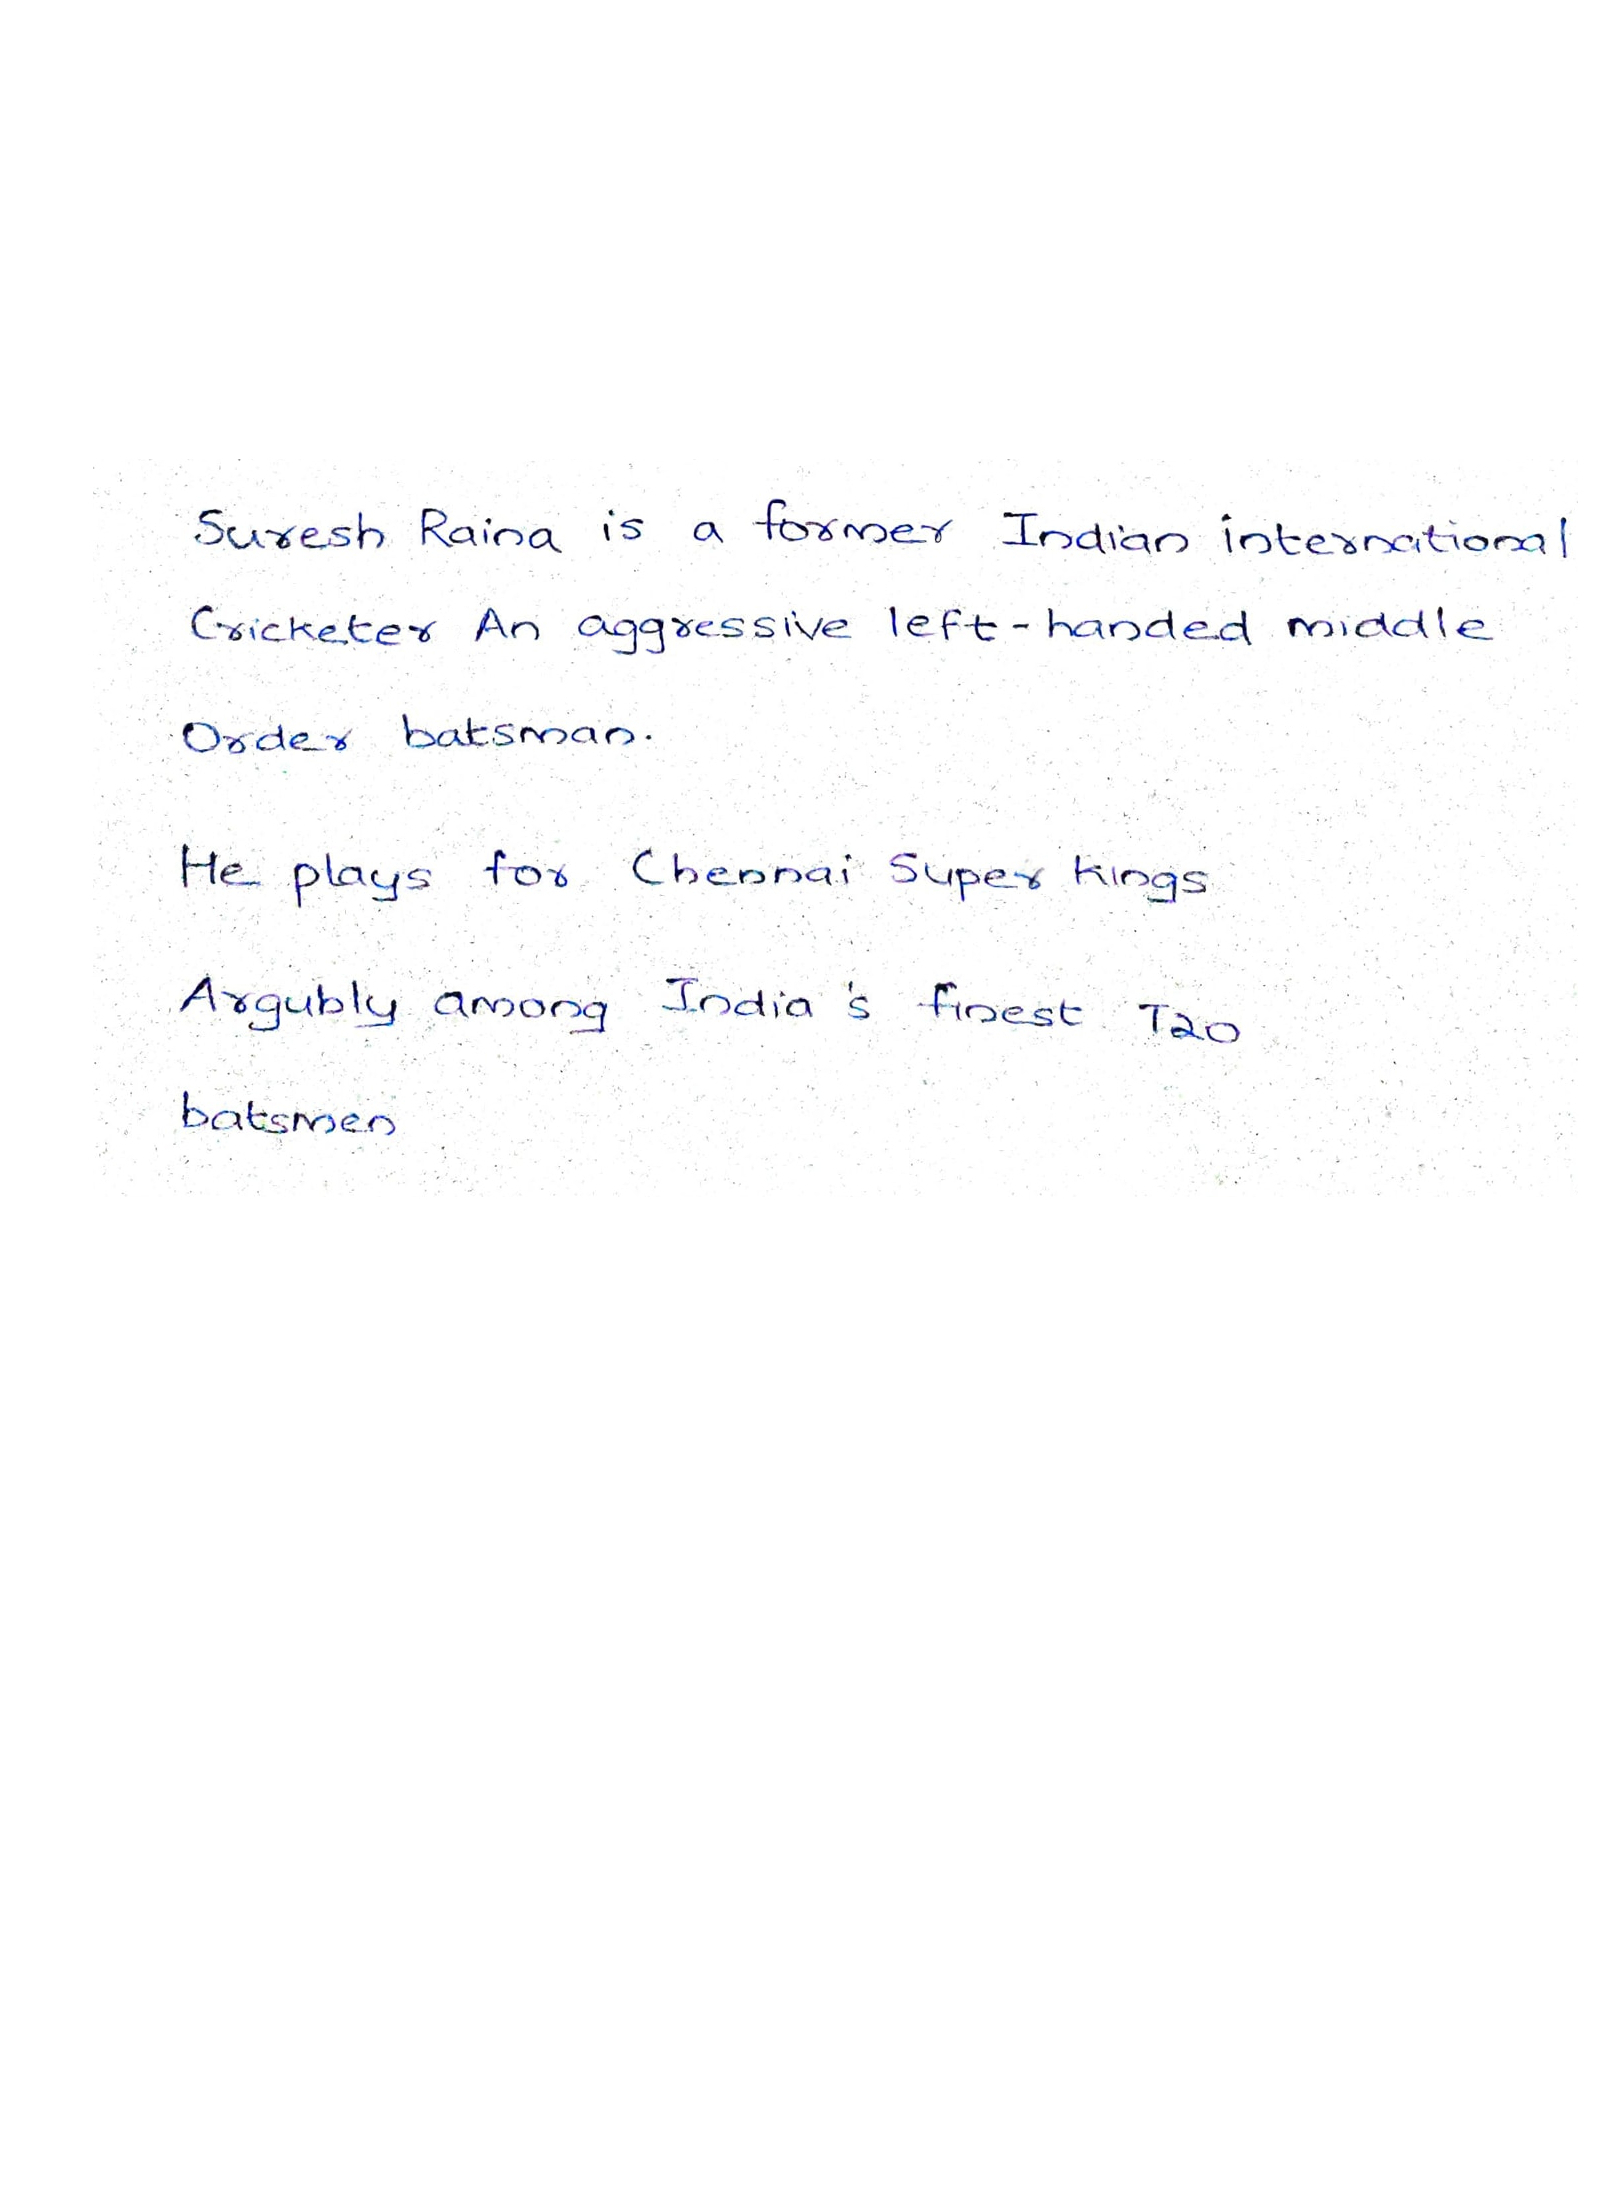 Suresh Raina is a former Indian international
Cricketer An aggressive left-handed middle
Order batsman.
He plays for Chennai Super kings
Argubly among India's finest T20
batsmen